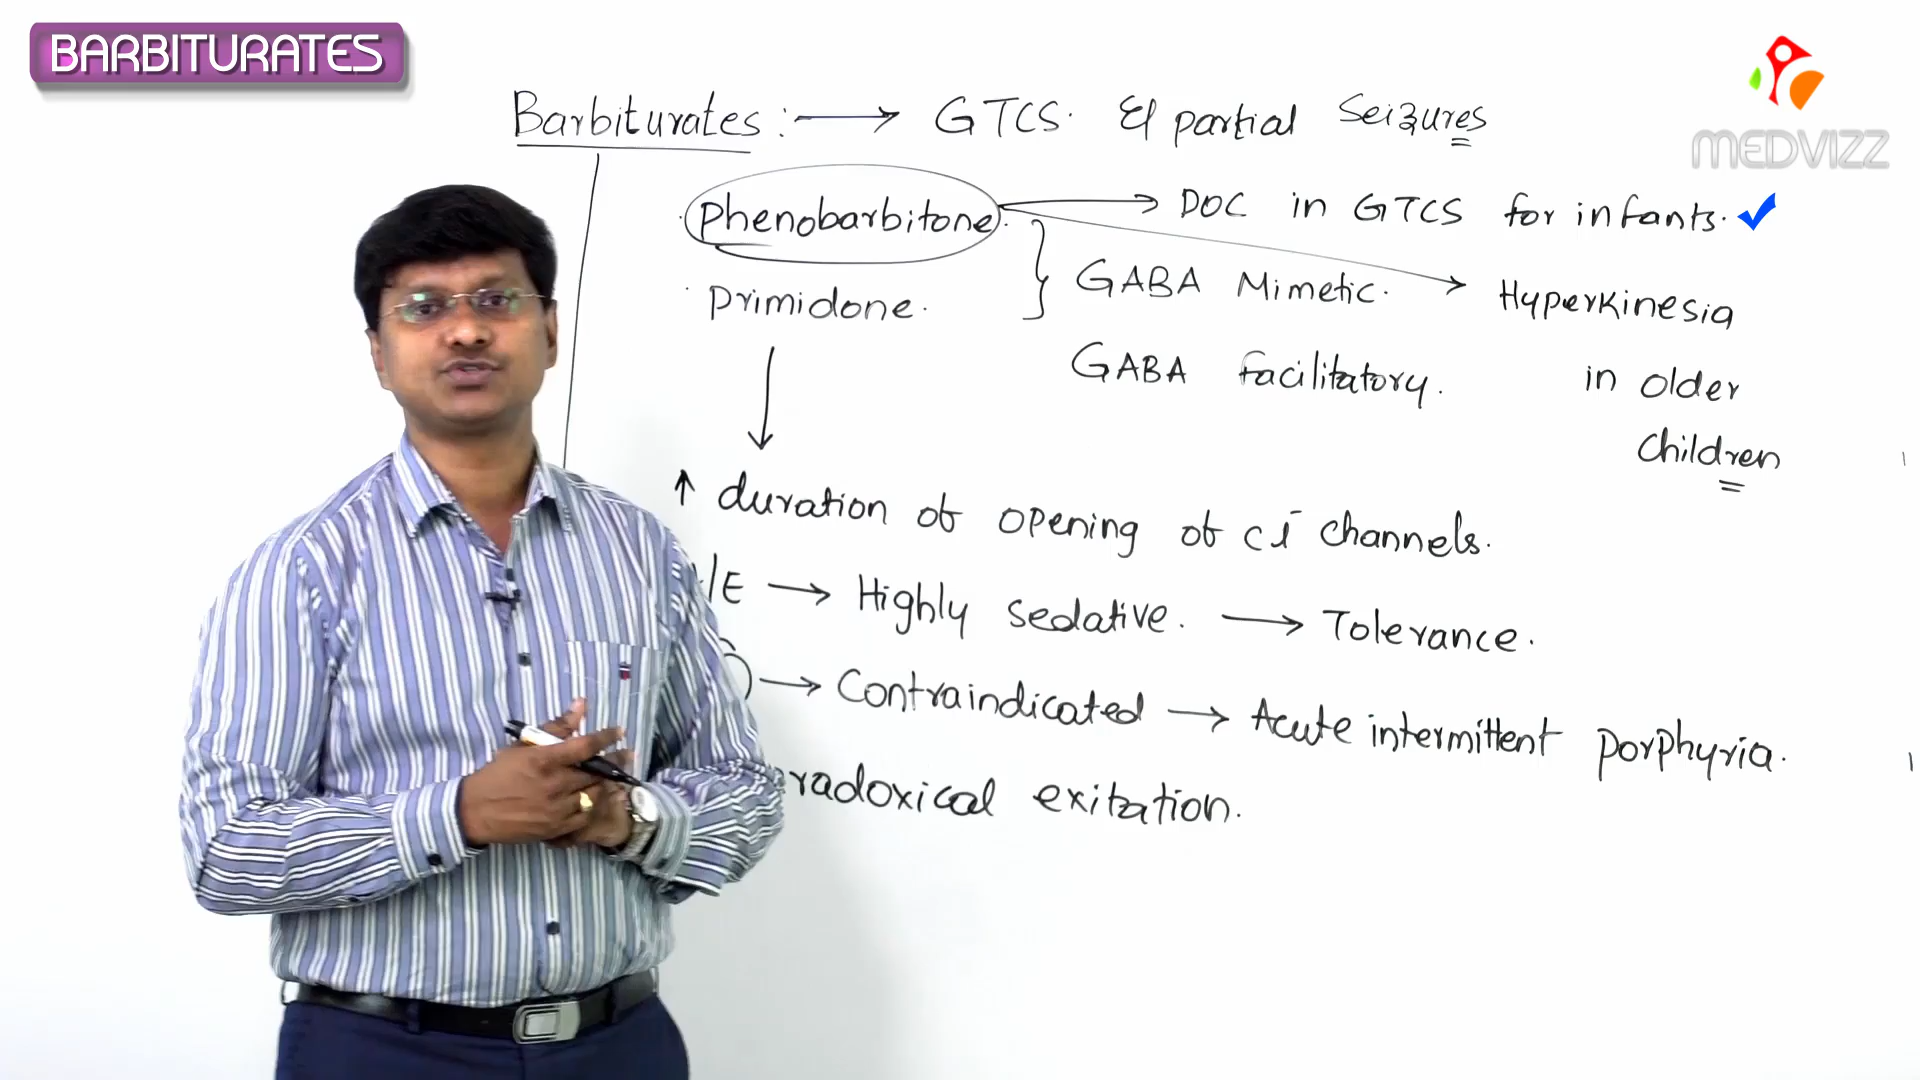 BARBITURATES
MEDVIZZ
Barbiturates: → GTCS. & partial Seizures
Phenobarbitone. → DOC in GTCS for infants. ✓
Primidone. } GABA Mimetic. → Hyperkinesia
GABA facilitatory. in older
children
↑ duration of opening of cl⁻ channels.
/E → Highly sedative. → Tolerance.
→ Contraindicated → Acute intermittent porphyria.
radoxical exitation.